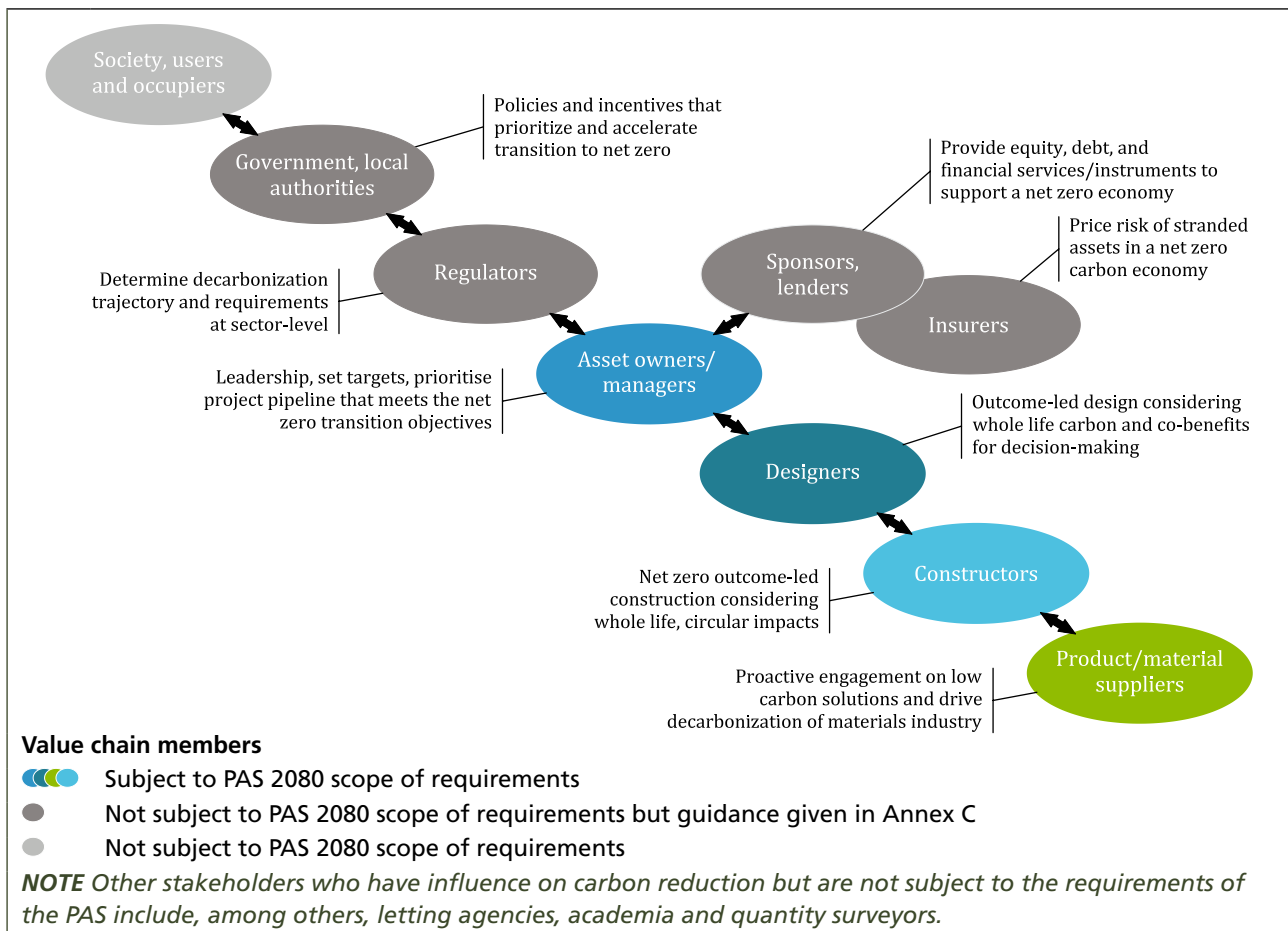 Society, users
and occupiers
Policies and incentives that
prioritize and accelerate
transition to net zero
Government, local
authorities
Provide equity, debt, and
financial services/instruments to
support a net zero economy
Price risk of stranded
assets in a net zero
carbon economy
Regulators
Sponsors,
lenders
Insurers
Determine decarbonization
trajectory and requirements
at sector-level
Asset owners/
managers
Leadership, set targets, prioritise
project pipeline that meets the net
zero transition objectives
Outcome-led design considering
whole life carbon and co-benefits
for decision-making
Designers
Constructors
Net zero outcome-led
construction considering
whole life, circular impacts
Product/material
suppliers
Proactive engagement on low
carbon solutions and drive
decarbonization of materials industry
Value chain members
Subject to PAS 2080 scope of requirements
Not subject to PAS 2080 scope of requirements but guidance given in Annex C
Not subject to PAS 2080 scope of requirements
NOTE Other stakeholders who have influence on carbon reduction but are not subject to the requirements of
the PAS include, among others, letting agencies, academia and quantity surveyors.